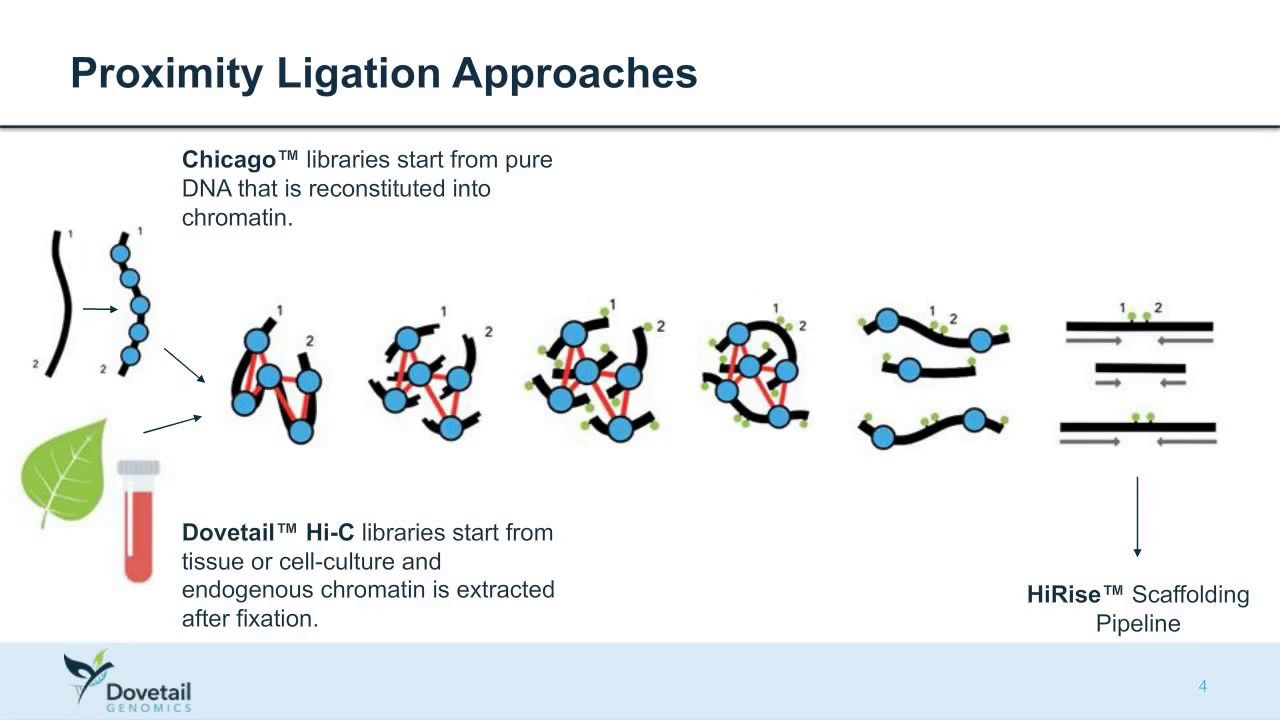 Proximity Ligation Approaches
Chicago™ libraries start from pure
DNA that is reconstituted into
chromatin.
1
2
1
2
1
2
1
2
1
2
1
2
1
2
1
2
Dovetail™ Hi-C libraries start from
tissue or cell-culture and
endogenous chromatin is extracted
after fixation.
HiRise™ Scaffolding
Pipeline
Dovetail
GENOMICS
4